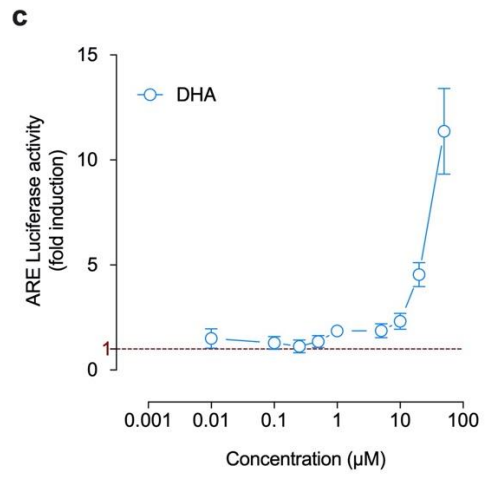 c
15
DHA
10
ARE Luciferase activity
(fold induction)
5
1
0
0.001 0.01 0.1 1 10 100
Concentration (µM)